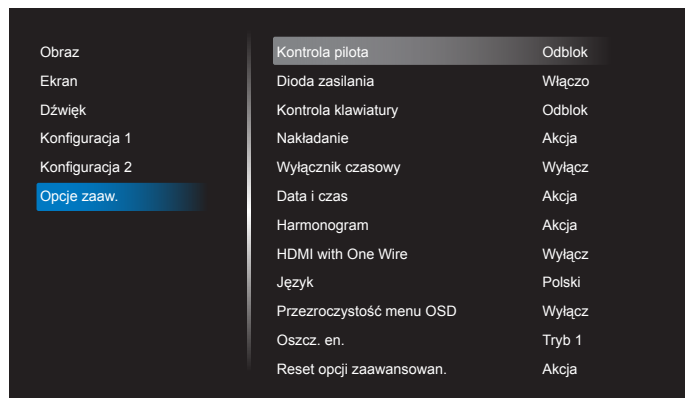 Obraz
Ekran
Dźwięk
Konfiguracja 1
Konfiguracja 2
Opcje zaaw.
Kontrola pilota Odblok
Dioda zasilania Włączo
Kontrola klawiatury Odblok
Nakładanie Akcja
Wyłącznik czasowy Wyłącz
Data i czas Akcja
Harmonogram Akcja
HDMI with One Wire Wyłącz
Język Polski
Przezroczystość menu OSD Wyłącz
Oszcz. en. Tryb 1
Reset opcji zaawansowan. Akcja